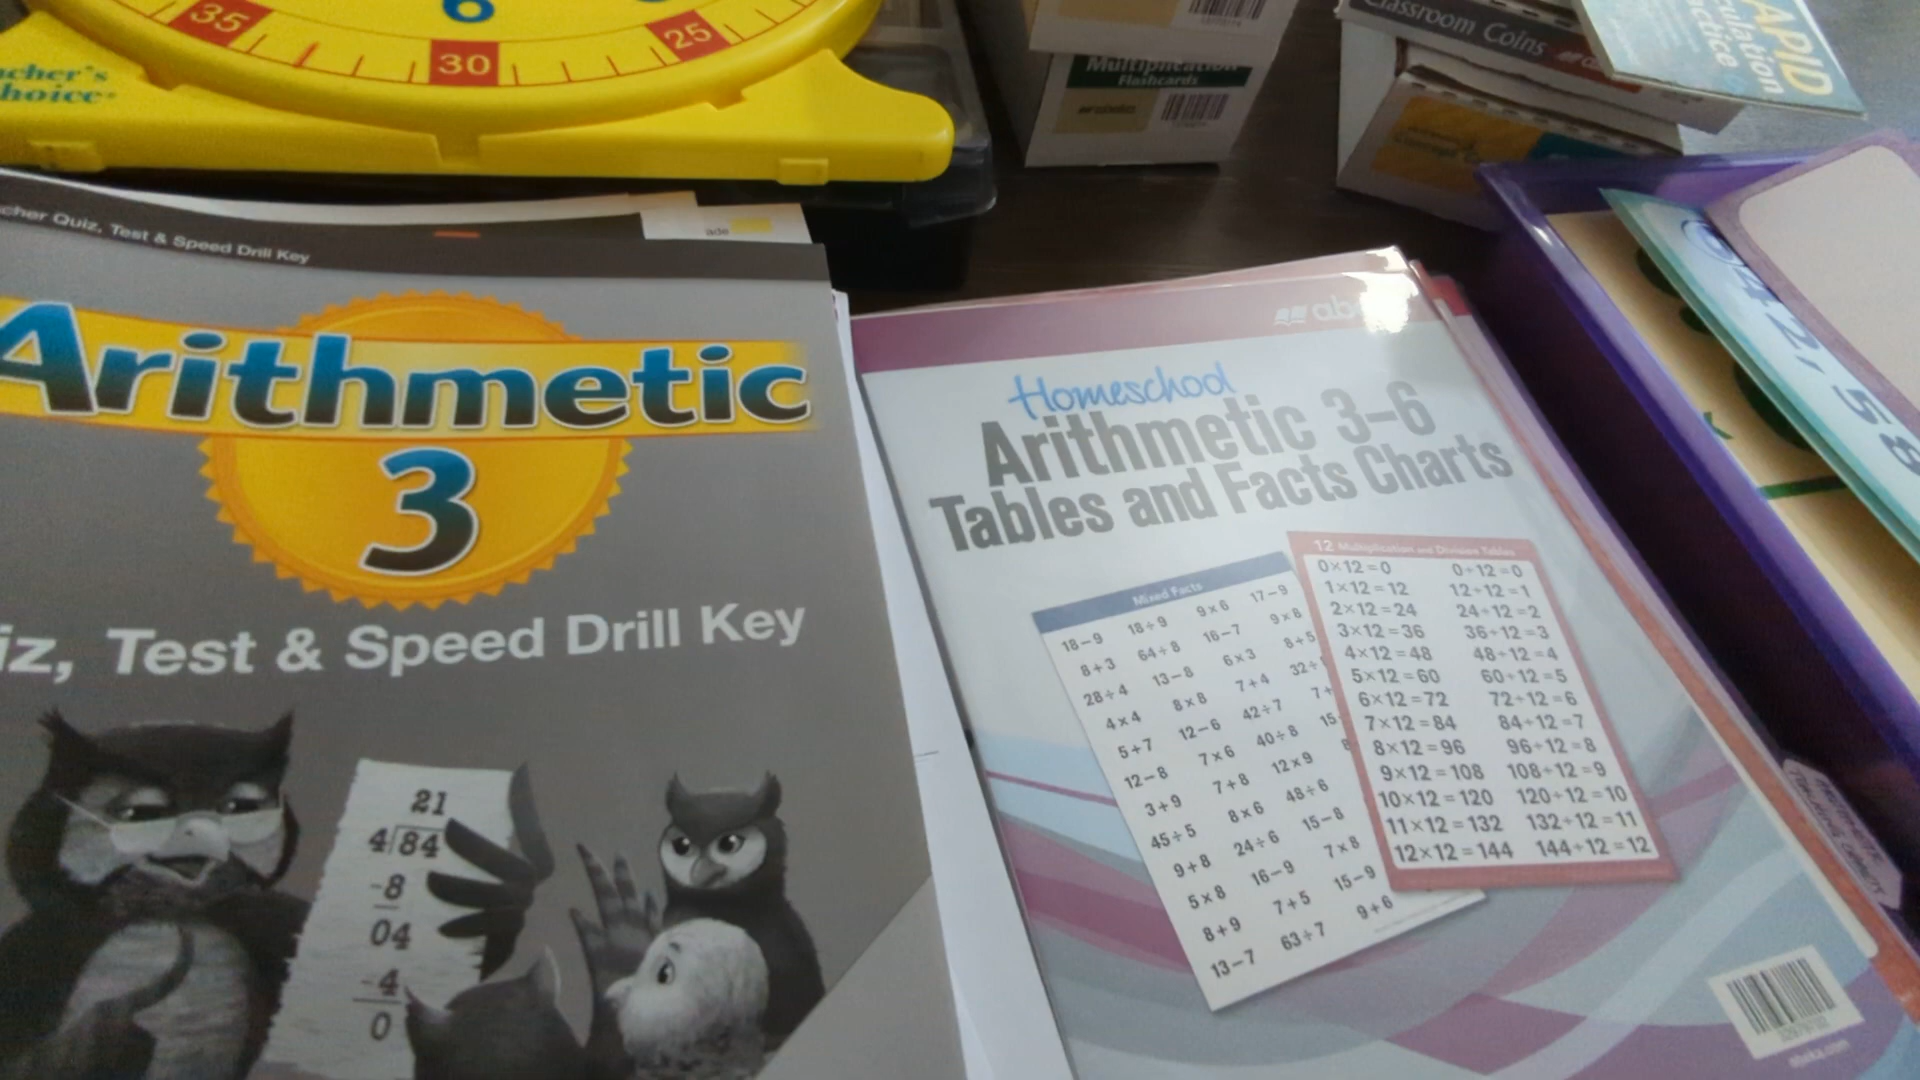 35
6
30
25
Multiplication
Flashcards
Classroom Coins
Quiz, Test & Speed Drill Key
Arithmetic
3
Test & Speed Drill Key
21
4 84
-8
04
-4
0
Homeschool
Arithmetic 3–6
Tables and Facts Charts
Mixed Facts
18−9 18÷9 9×6 17−9
8+3 64÷8 16−7 9×8
28÷4 13−8 6×3 8+5
4×4 8×8 7+4
5+7 12−6 42÷7
12−8 7×6 40÷8
3+9 7+8 12×9
45÷5 8×6 48÷6
9+8 24÷6 15−8
5×8 16−9 7×8
8+9 7+5 15−9
13−7 63÷7 9+6
12 Multiplication and Division Tables
0×12=0 0÷12=0
1×12=12 12÷12=1
2×12=24 24÷12=2
3×12=36 36÷12=3
4×12=48 48÷12=4
5×12=60 60÷12=5
6×12=72 72÷12=6
7×12=84 84÷12=7
8×12=96 96÷12=8
9×12=108 108÷12=9
10×12=120 120÷12=10
11×12=132 132÷12=11
12×12=144 144÷12=12
abeka.com